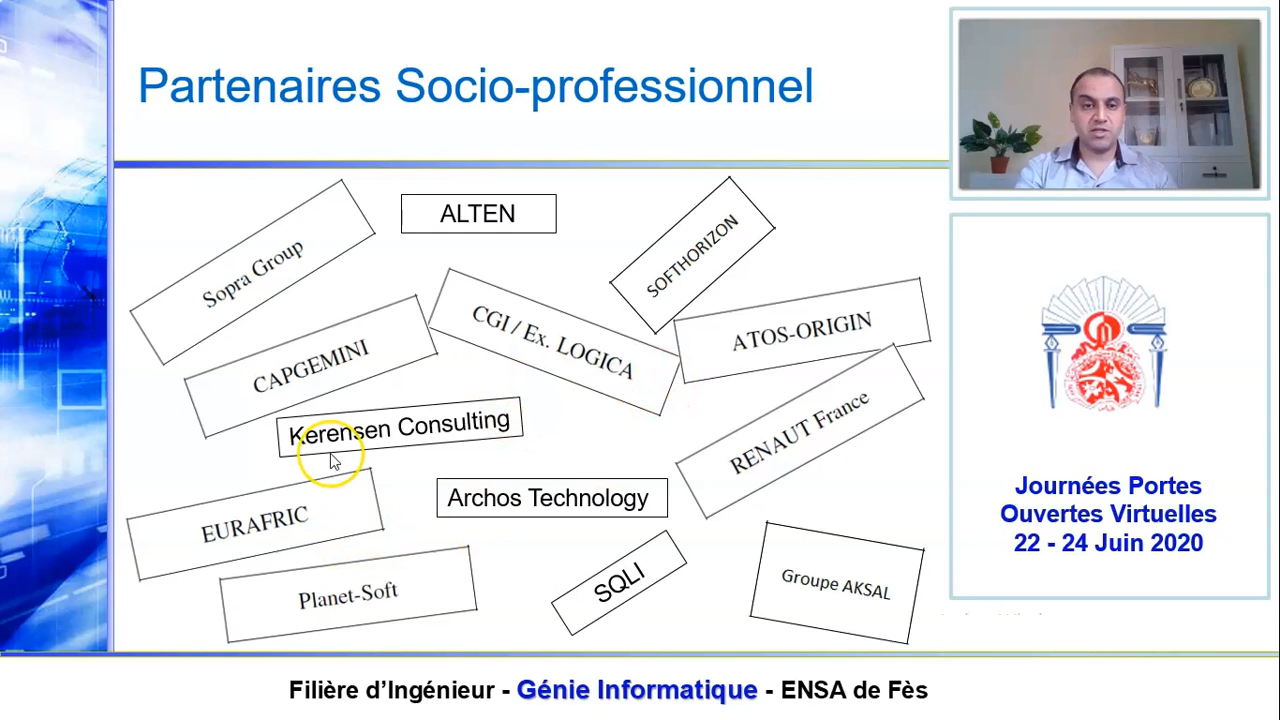 Partenaires Socio-professionnel
ALTEN
SOFTHORIZON
Sopra Group
CGI / Ex. LOGICA
ATOS-ORIGIN
CAPGEMINI
Kerensen Consulting
RENAUT France
Archos Technology
EURAFRIC
Planet-Soft
SQLI
Groupe AKSAL
Journées Portes
Ouvertes Virtuelles
22 - 24 Juin 2020
Filière d’Ingénieur - Génie Informatique - ENSA de Fès